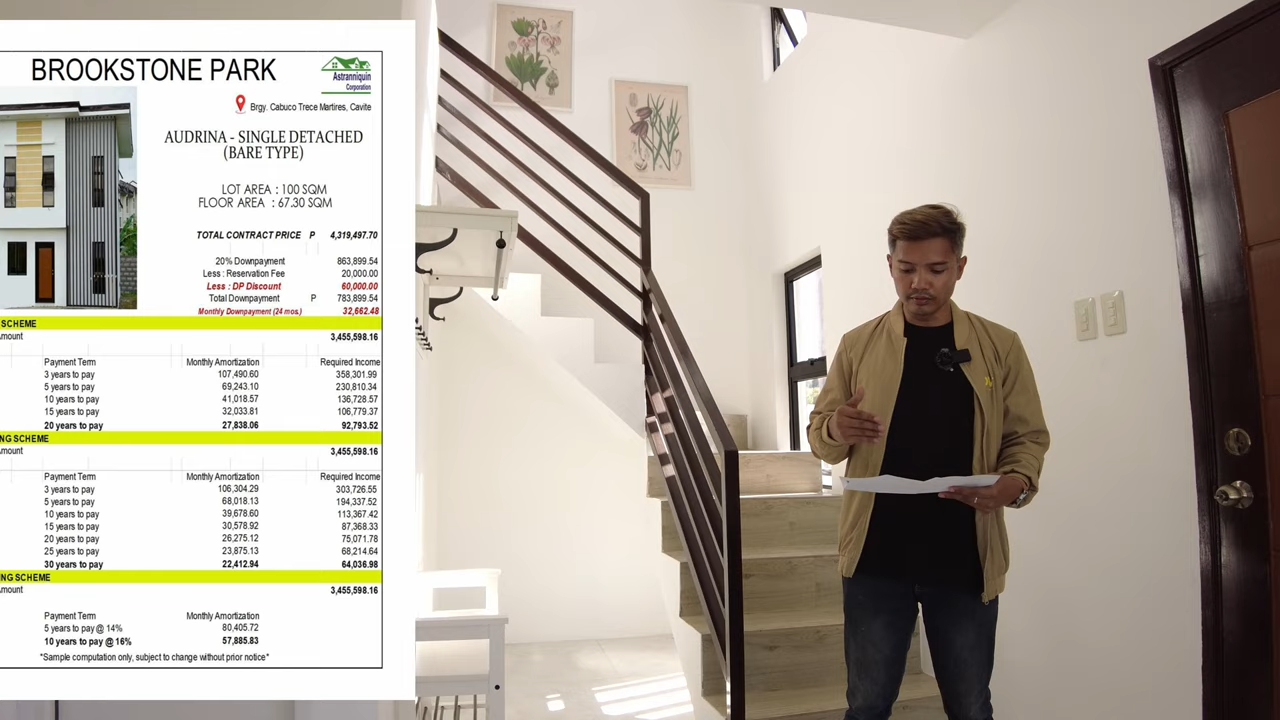 BROOKSTONE PARK
Astranniquin
Corporation
Brgy. Cabuco Trece Martires, Cavite
AUDRINA - SINGLE DETACHED
(BARE TYPE)
LOT AREA : 100 SQM
FLOOR AREA : 67.30 SQM
TOTAL CONTRACT PRICE P 4,319,497.70
20% Downpayment 863,899.54
Less : Reservation Fee 20,000.00
Less : DP Discount 60,000.00
Total Downpayment P 783,899.54
Monthly Downpayment (24 mos.) 32,662.48
SCHEME
mount 3,455,598.16
Payment Term Monthly Amortization Required Income
3 years to pay 107,490.60 358,301.99
5 years to pay 69,243.10 230,810.34
10 years to pay 41,018.57 136,728.57
15 years to pay 32,033.81 106,779.37
20 years to pay 27,838.06 92,793.52
NG SCHEME
mount 3,455,598.16
Payment Term Monthly Amortization Required Income
3 years to pay 106,304.29 303,726.55
5 years to pay 68,018.13 194,337.52
10 years to pay 39,678.60 113,367.42
15 years to pay 30,578.92 87,368.33
20 years to pay 26,275.12 75,071.78
25 years to pay 23,875.13 68,214.64
30 years to pay 22,412.94 64,036.98
NG SCHEME
mount 3,455,598.16
Payment Term Monthly Amortization
5 years to pay @ 14% 80,405.72
10 years to pay @ 16% 57,885.83
*Sample computation only, subject to change without prior notice*